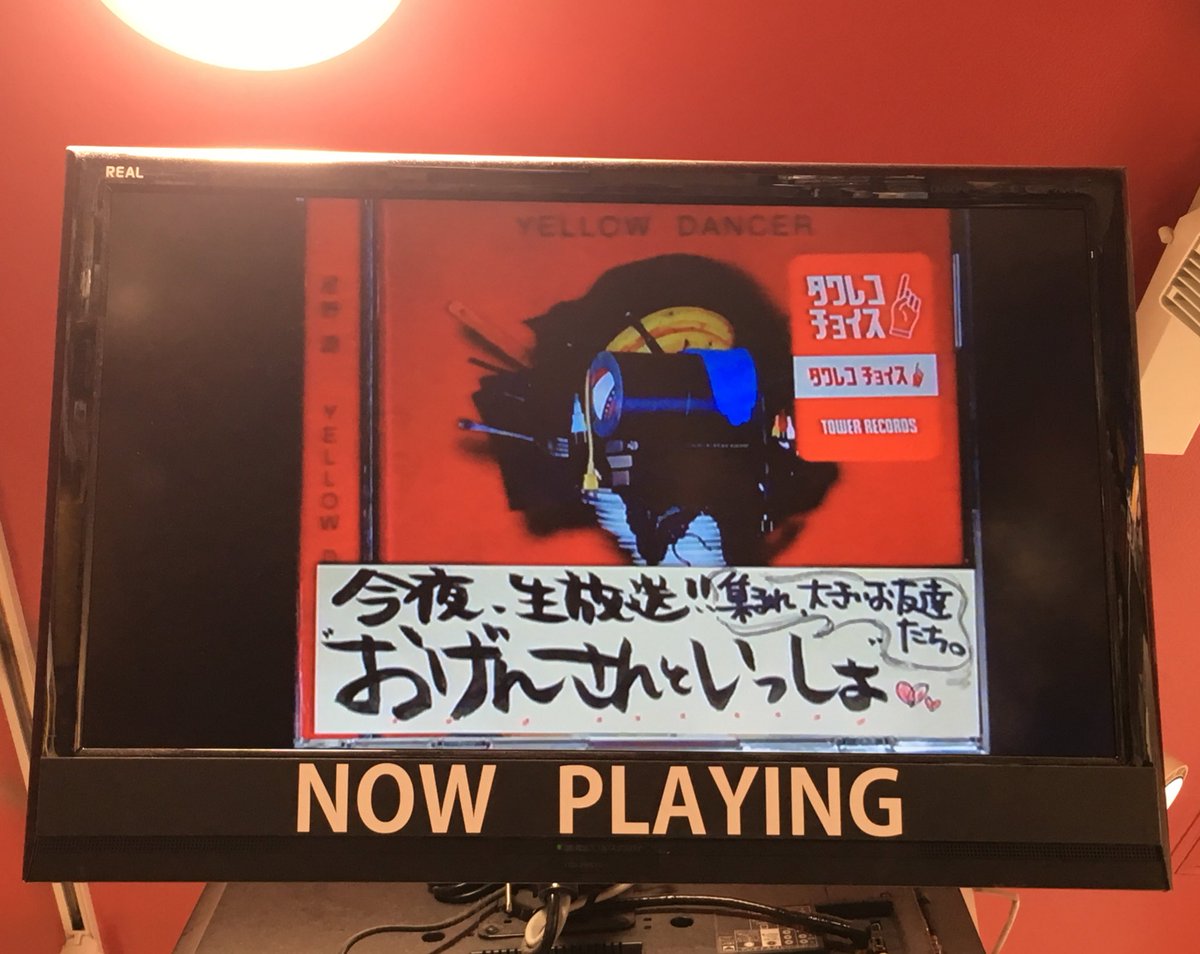 REAL
YELLOW DANCER
星野源 YELLOW D
タワレコ
チョイス
タワレコ チョイス
TOWER RECORDS
今夜、生放送!!
集まれ、大きいお友達
たち。
"おげんさんといっしょ"
NOW PLAYING